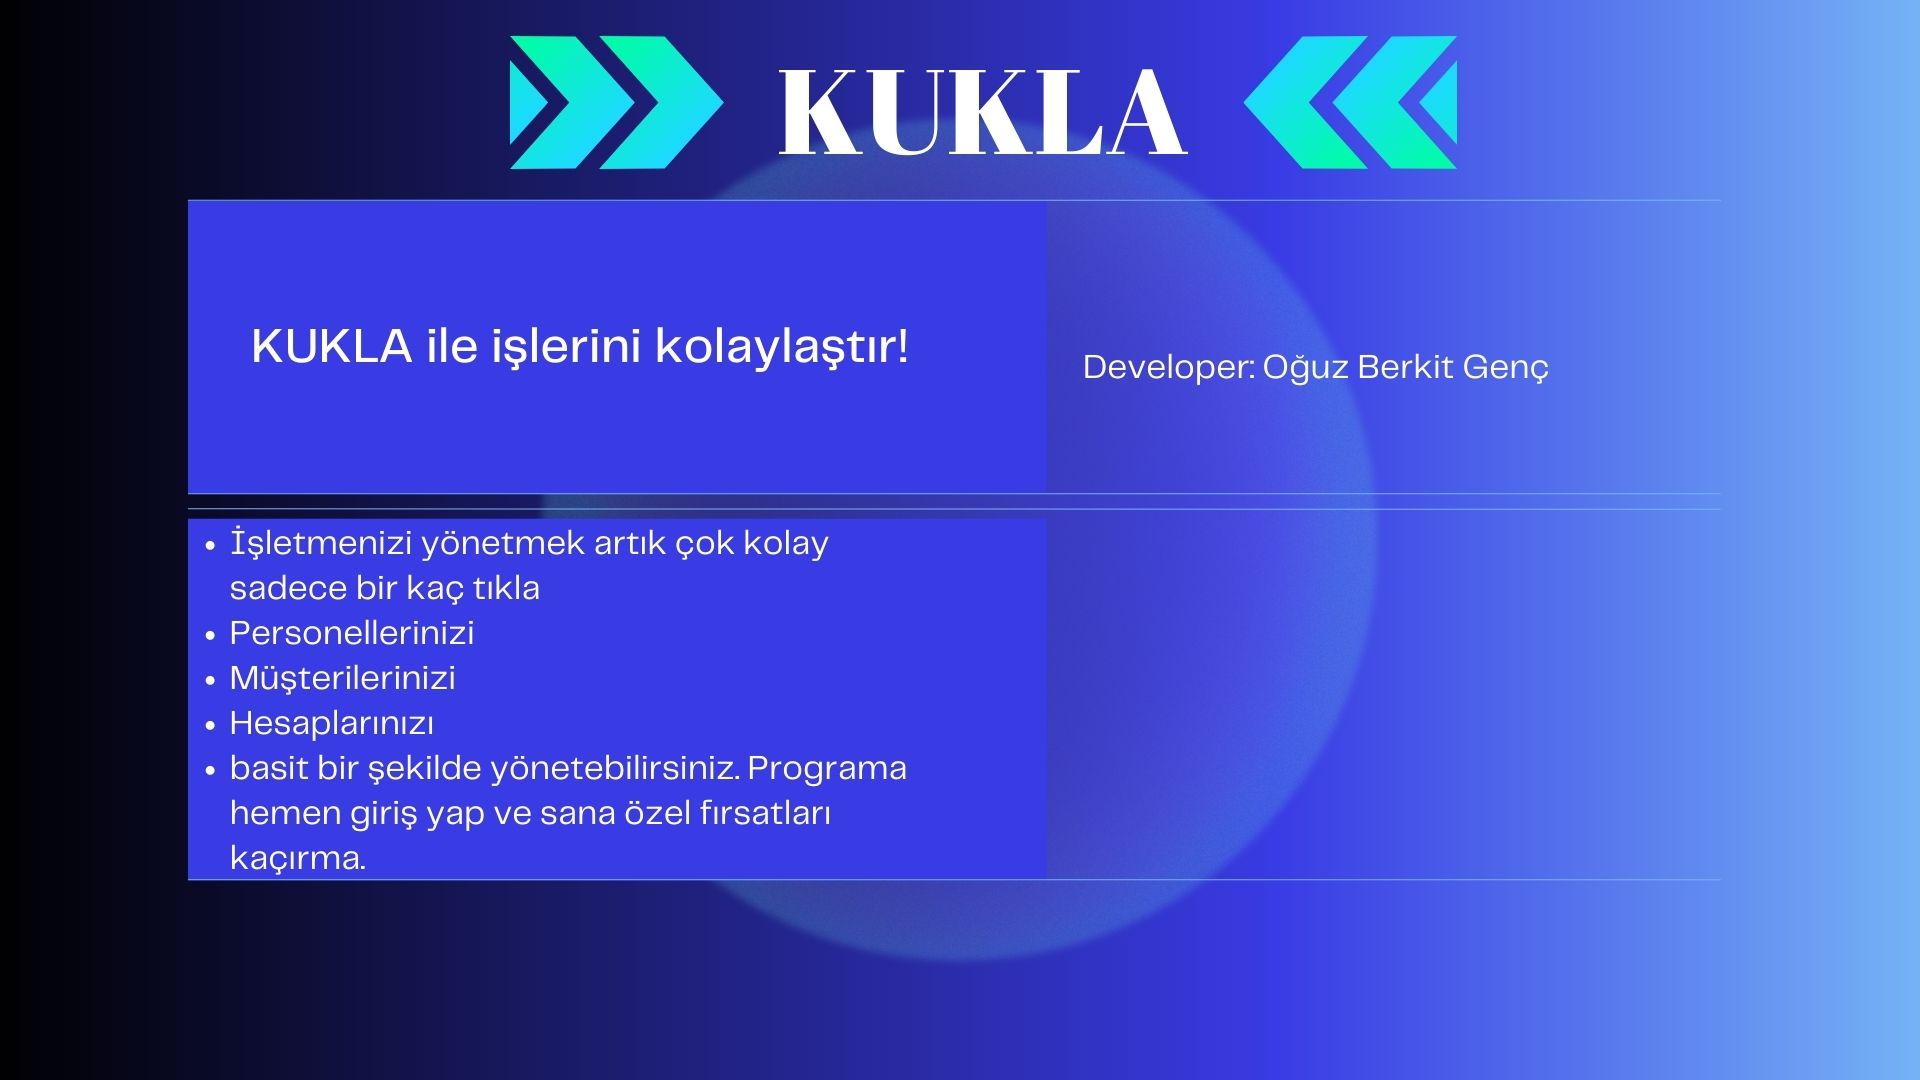 KUKLA
KUKLA ile işlerini kolaylaştır!
Developer: Oğuz Berkit Genç
• İşletmenizi yönetmek artık çok kolay
sadece bir kaç tıkla
• Personellerinizi
• Müşterilerinizi
• Hesaplarınızı
• basit bir şekilde yönetebilirsiniz. Programa
hemen giriş yap ve sana özel fırsatları
kaçırma.